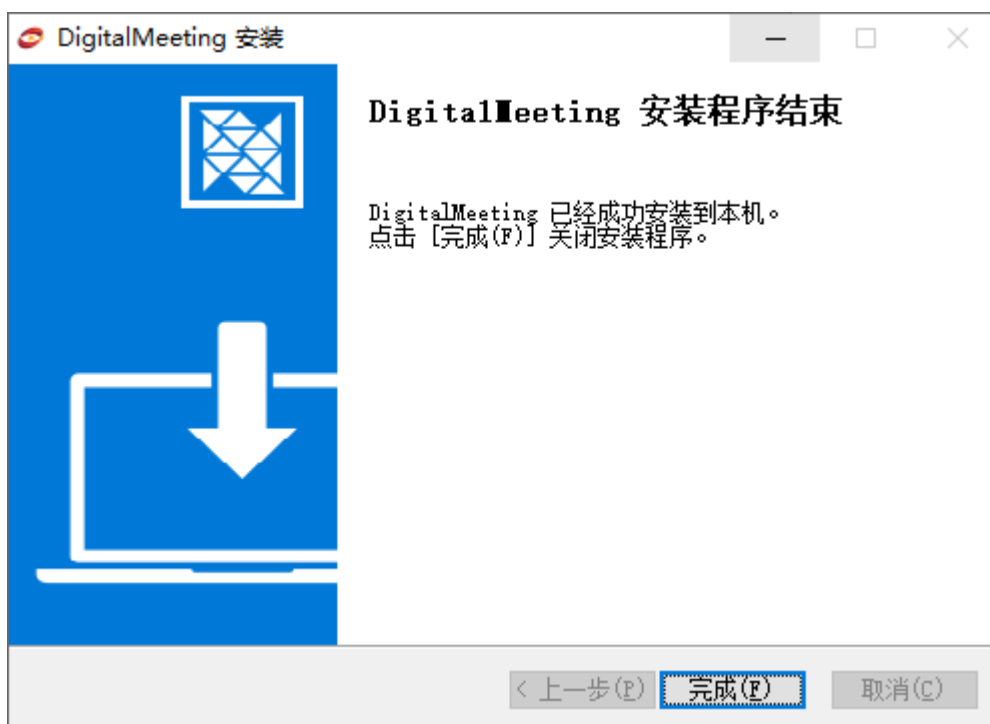 DigitalMeeting 安装
DigitalMeeting 安装程序结束
DigitalMeeting 已经成功安装到本机。
点击 [完成(F)] 关闭安装程序。
< 上一步(P)
完成(F)
取消(C)